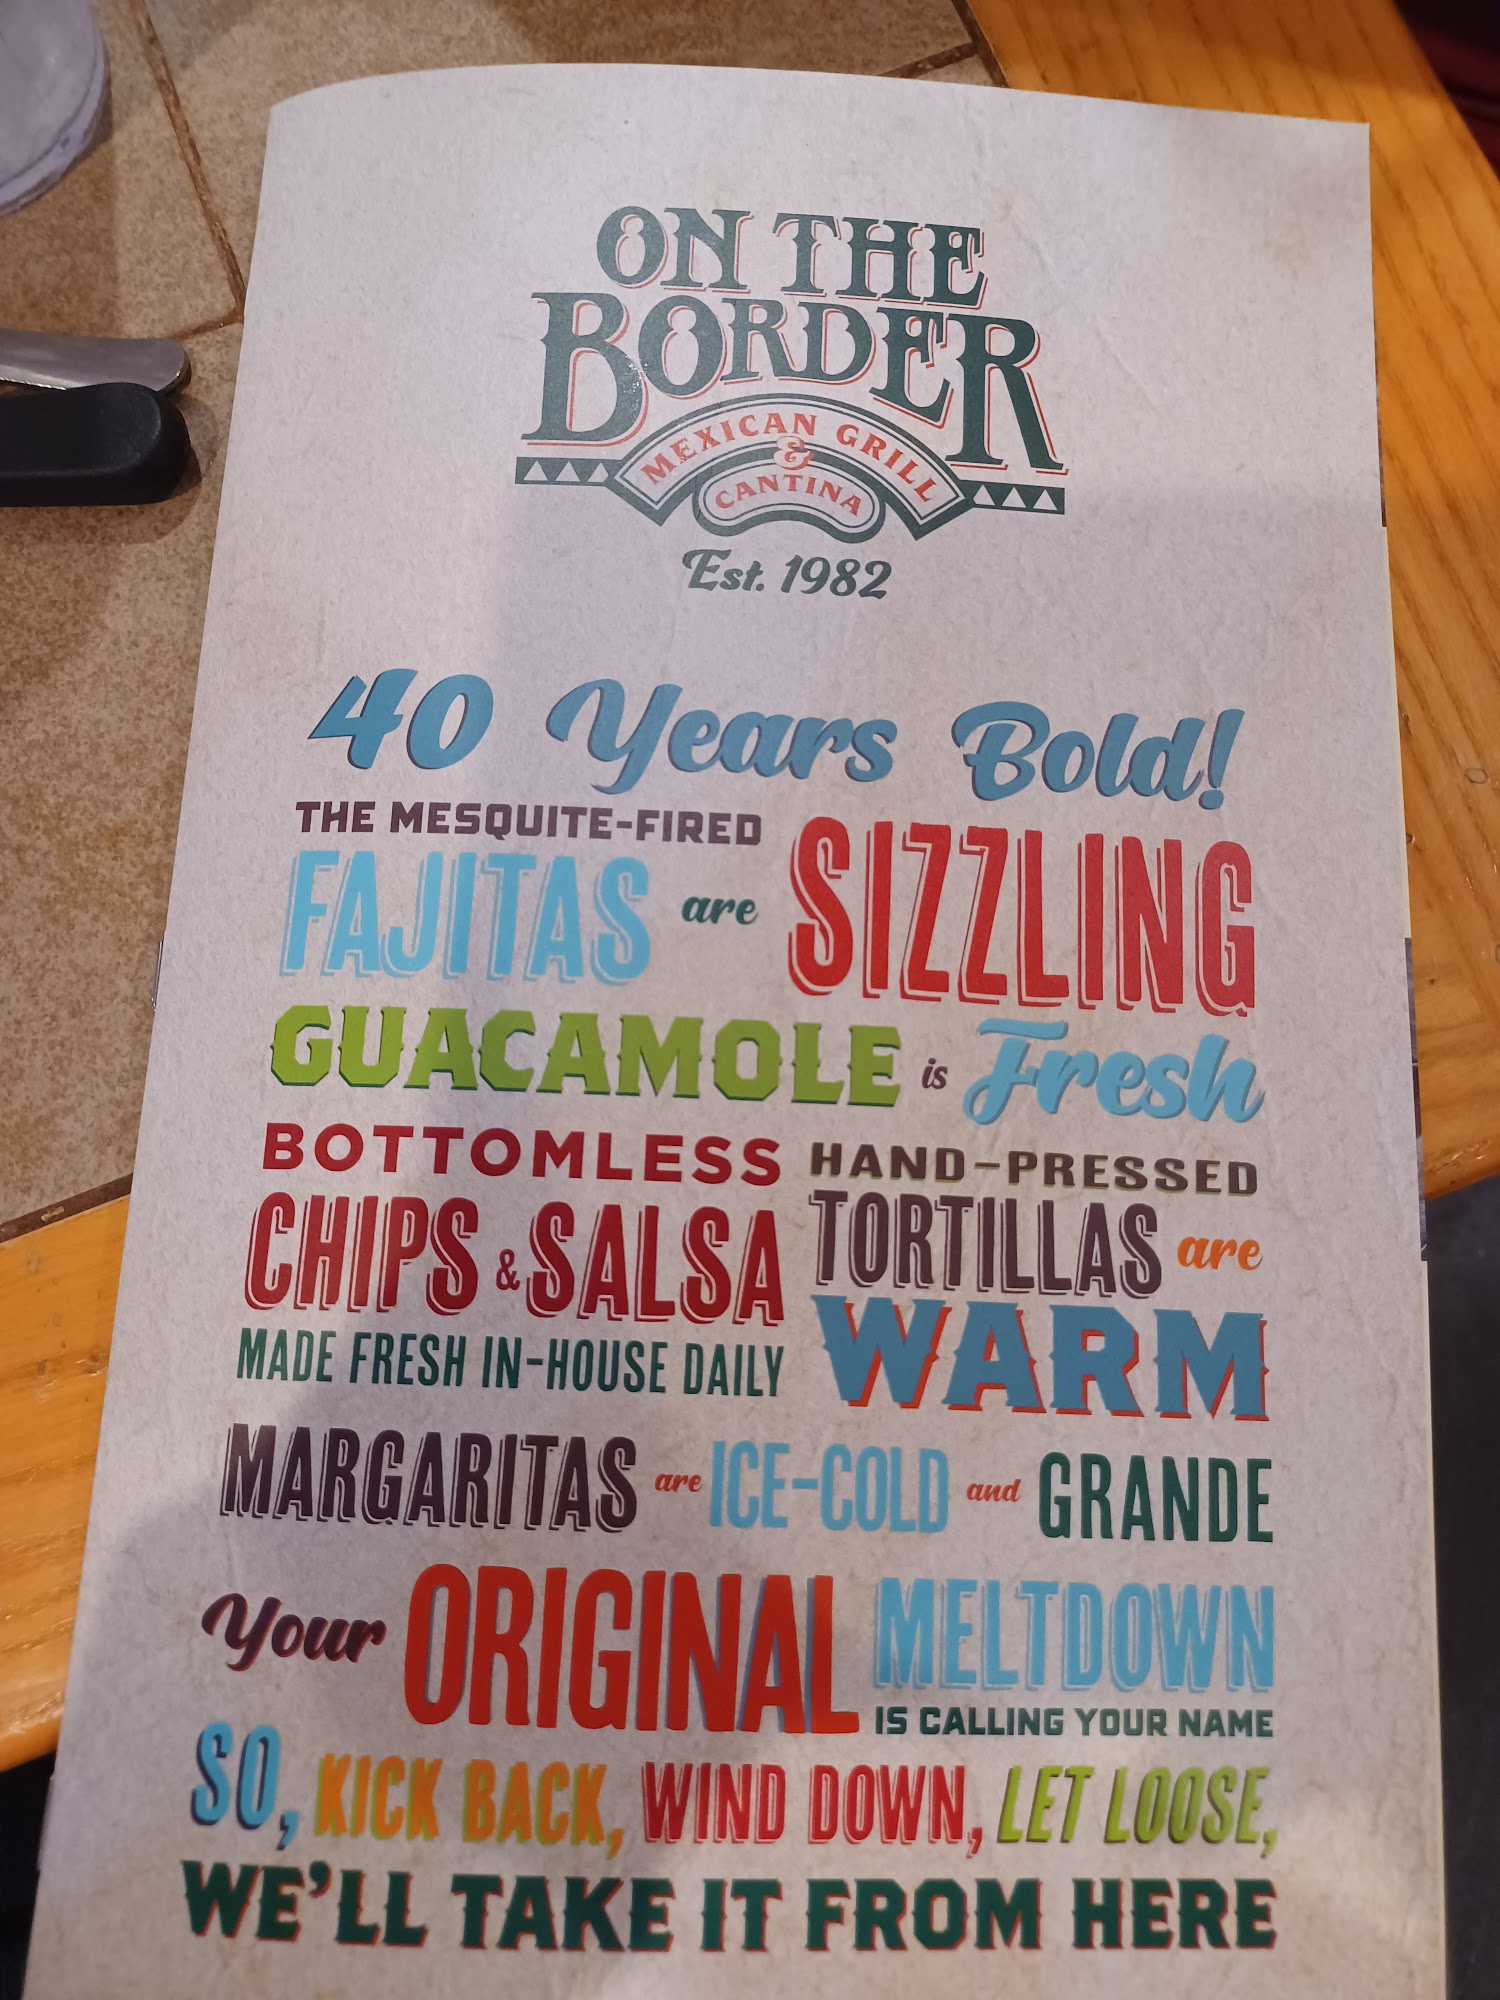 ON THE
BORDER
MEXICAN GRILL
&
CANTINA
Est. 1982
40 Years Bold!
THE MESQUITE-FIRED
FAJITAS are SIZZLING
GUACAMOLE is Fresh
BOTTOMLESS
CHIPS & SALSA
MADE FRESH IN-HOUSE DAILY
HAND-PRESSED
TORTILLAS are
WARM
MARGARITAS are ICE-COLD and GRANDE
Your ORIGINAL MELTDOWN
IS CALLING YOUR NAME
SO, KICK BACK, WIND DOWN, LET LOOSE,
WE'LL TAKE IT FROM HERE